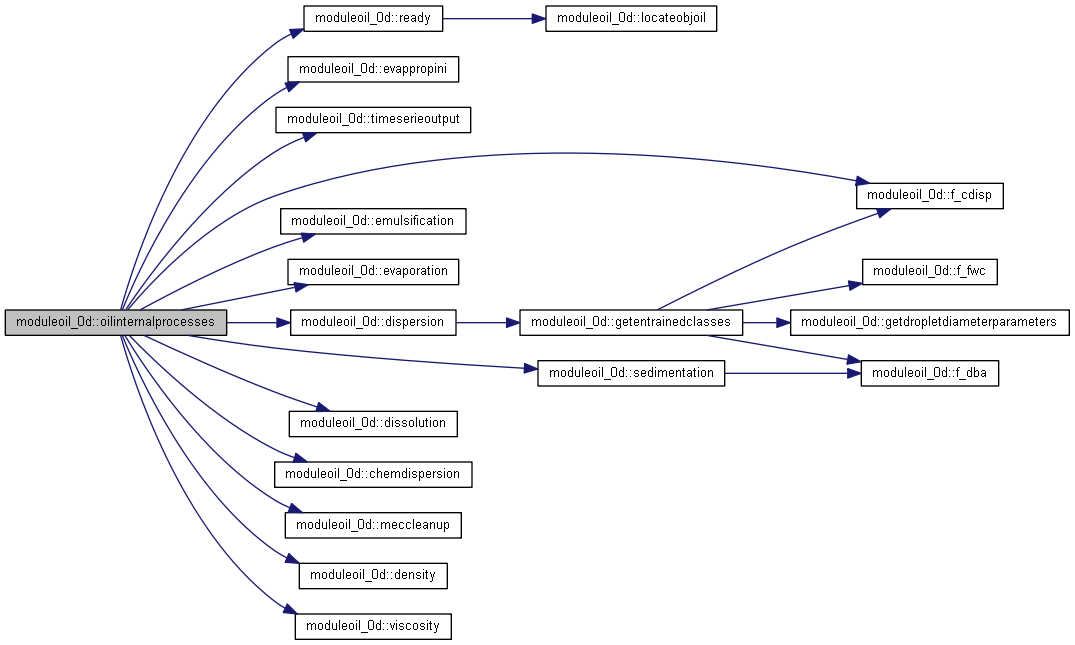 moduleoil_0d::ready
moduleoil_0d::locateobjoil
moduleoil_0d::evappropini
moduleoil_0d::timeserieoutput
moduleoil_0d::f_cdisp
moduleoil_0d::emulsification
moduleoil_0d::evaporation
moduleoil_0d::f_fwc
moduleoil_0d::oilinternalprocesses
moduleoil_0d::dispersion
moduleoil_0d::getentrainedclasses
moduleoil_0d::getdropletdiameterparameters
moduleoil_0d::sedimentation
moduleoil_0d::f_dba
moduleoil_0d::dissolution
moduleoil_0d::chemdispersion
moduleoil_0d::meccleanup
moduleoil_0d::density
moduleoil_0d::viscosity